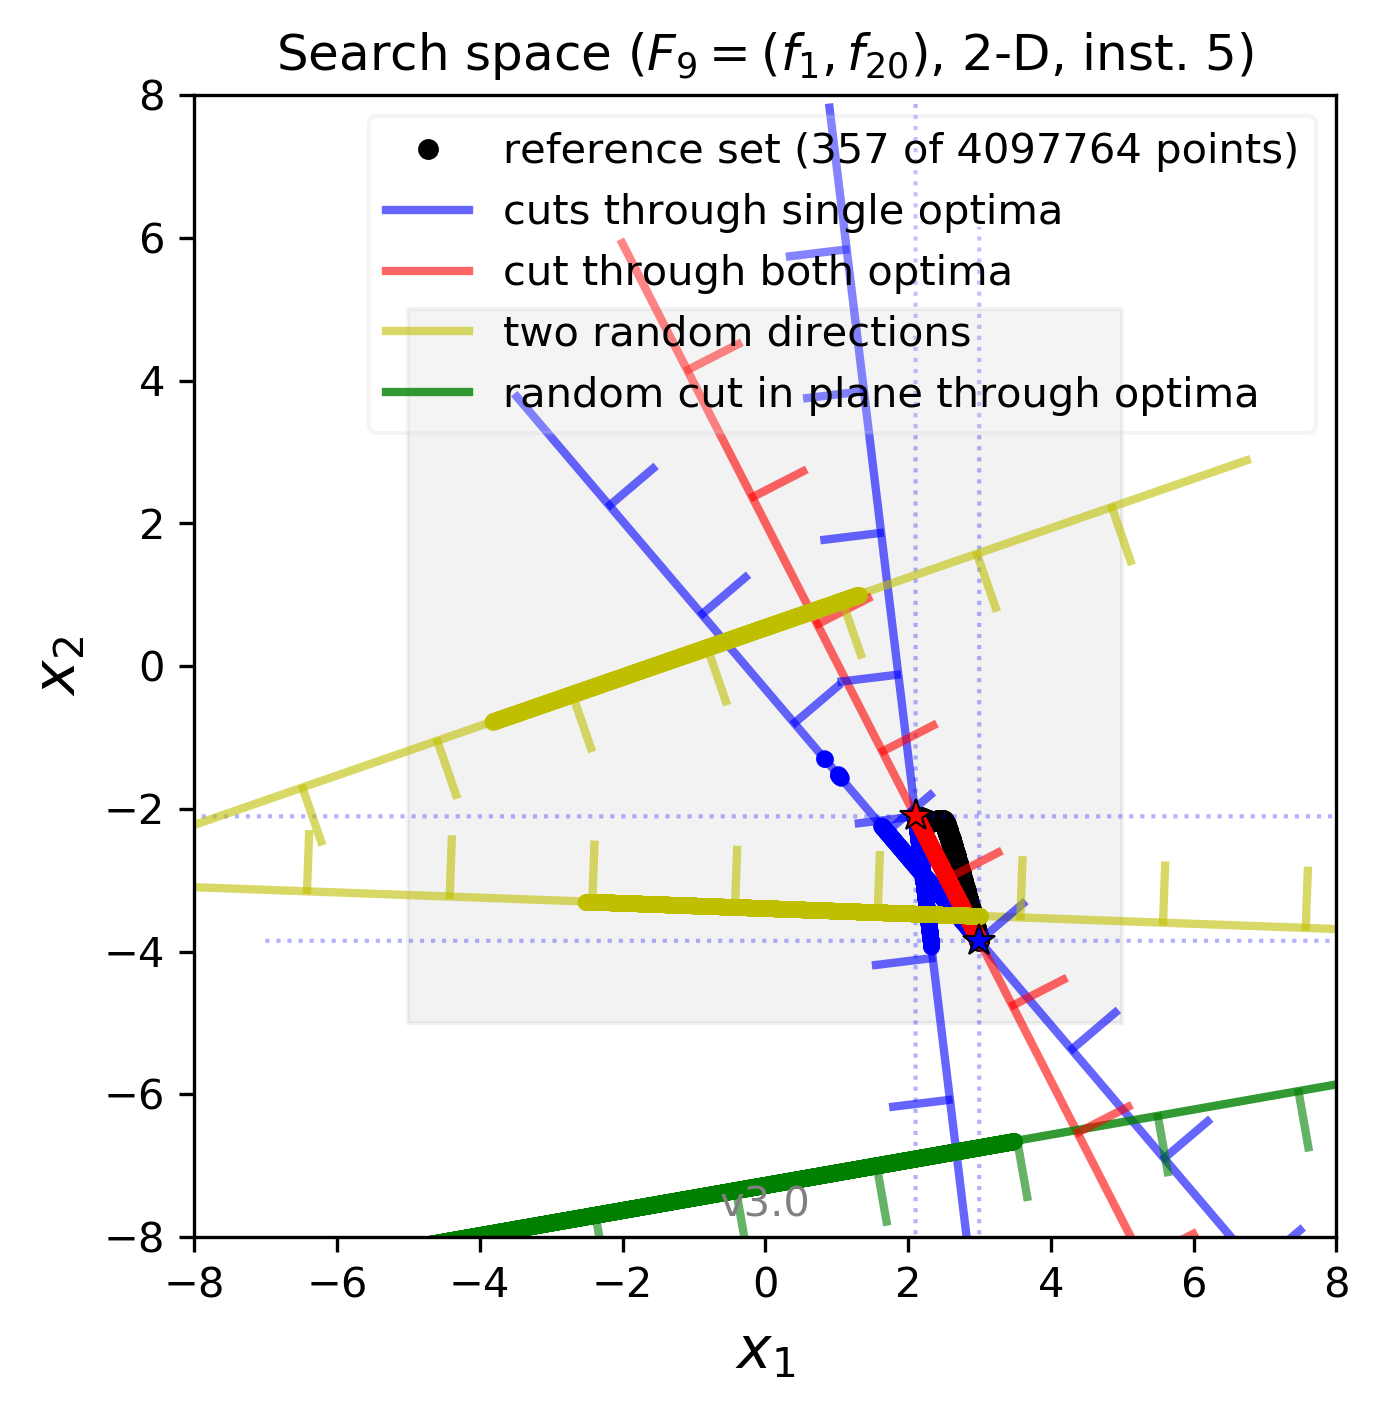 Search space (F₉ = (f₁, f₂₀), 2-D, inst. 5)
reference set (357 of 4097764 points)
cuts through single optima
cut through both optima
two random directions
random cut in plane through optima
8
6
4
2
0
−2
−4
−6
−8
x₂
v3.0
−8 −6 −4 −2 0 2 4 6 8
x₁